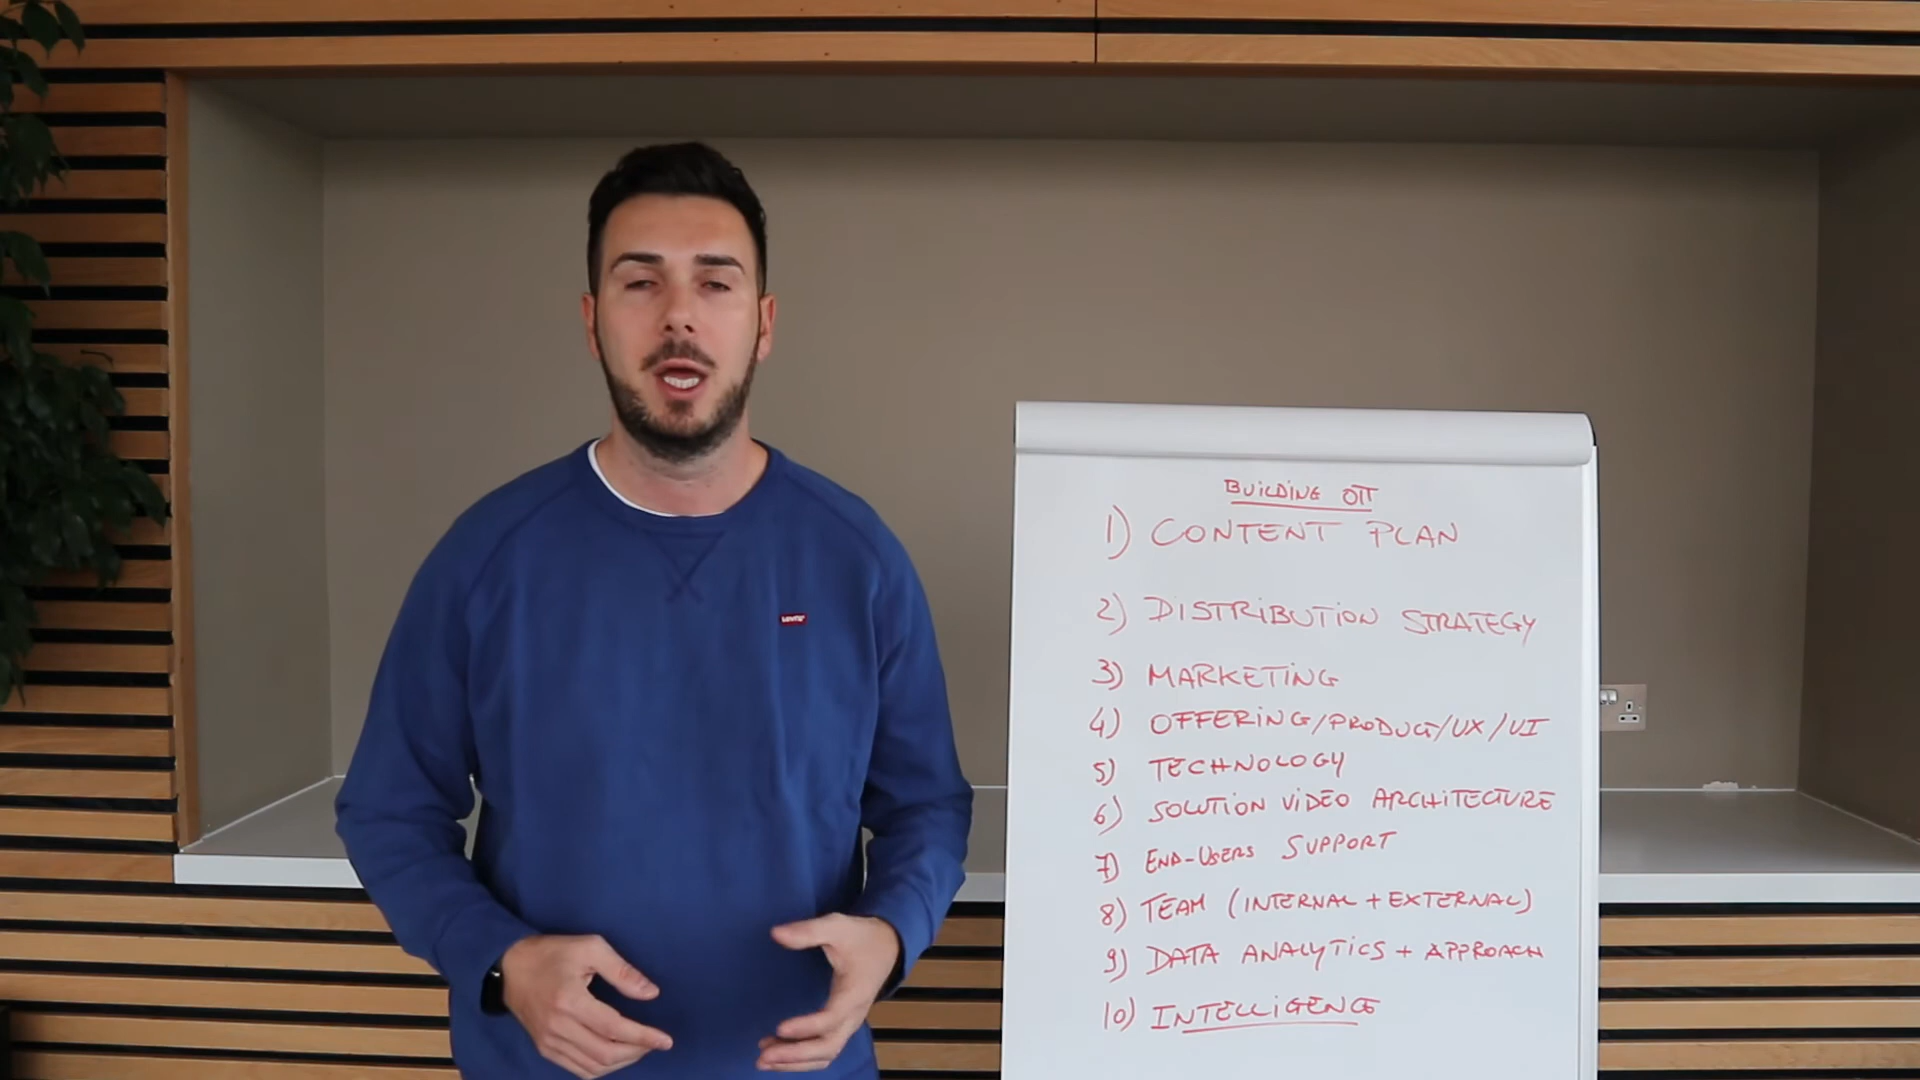 BUILDING OTT
1) CONTENT PLAN
2) DISTRIBUTION STRATEGY
3) MARKETING
4) OFFERING/PRODUCT/UX/UI
5) TECHNOLOGY
6) SOLUTION VIDEO ARCHITECTURE
7) END-USERS SUPPORT
8) TEAM (INTERNAL + EXTERNAL)
9) DATA ANALYTICS + APPROACH
10) INTELLIGENCE
Levi's